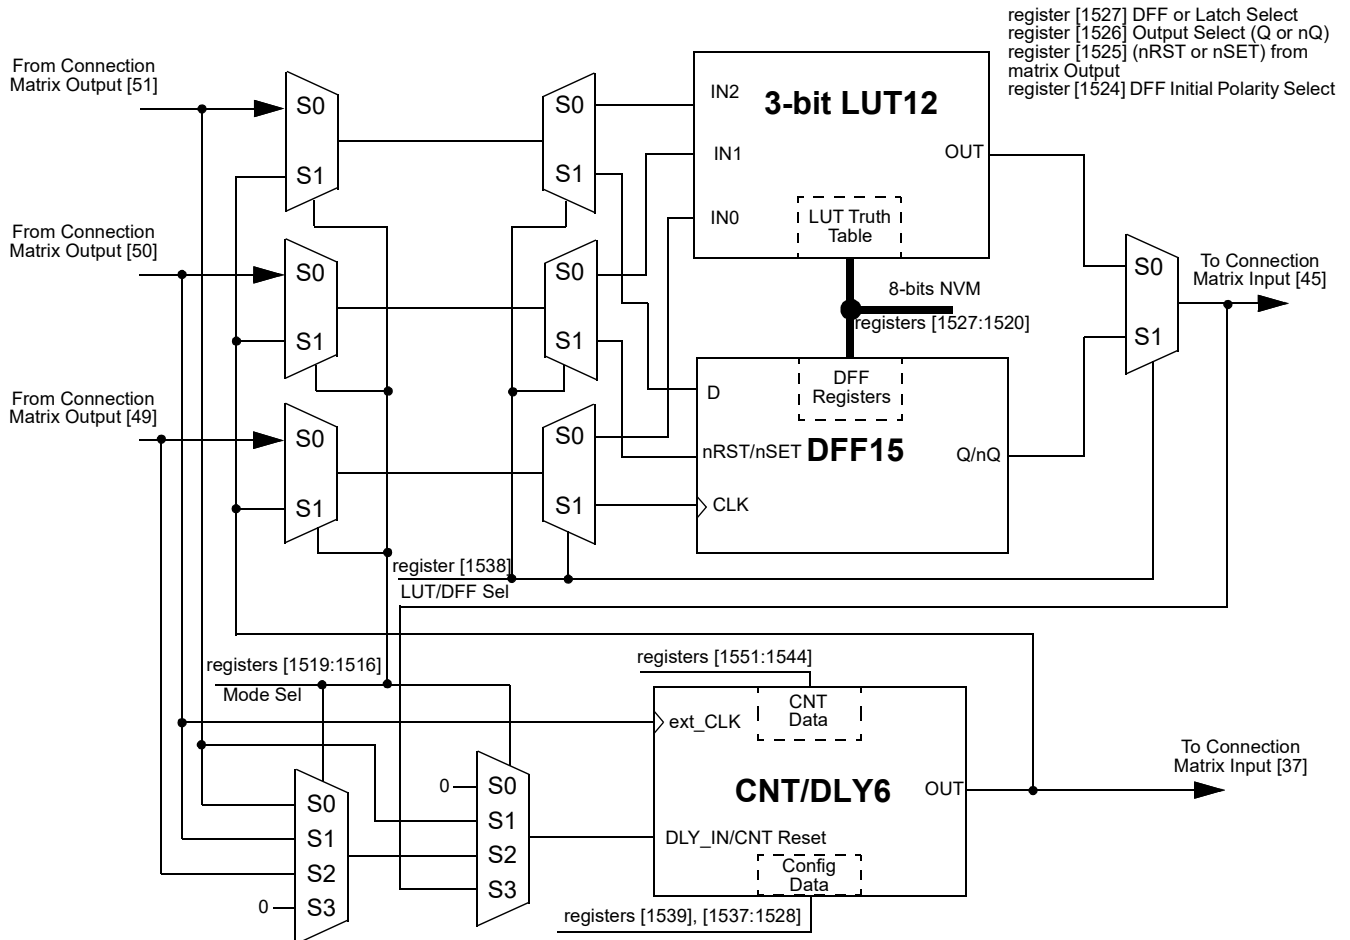 register [1527] DFF or Latch Select
register [1526] Output Select (Q or nQ)
register [1525] (nRST or nSET) from
matrix Output
register [1524] DFF Initial Polarity Select
From Connection
Matrix Output [51]
S0
S1
S0
S1
IN2
IN1
IN0
3-bit LUT12
OUT
LUT Truth
Table
From Connection
Matrix Output [50]
S0
S1
S0
S1
8-bits NVM
registers [1527:1520]
S0
S1
To Connection
Matrix Input [45]
From Connection
Matrix Output [49]
S0
S1
S0
S1
D
nRST/nSET
CLK
DFF
Registers
DFF15
Q/nQ
register [1538]
LUT/DFF Sel
registers [1519:1516]
Mode Sel
registers [1551:1544]
CNT
Data
ext_CLK
CNT/DLY6
OUT
To Connection
Matrix Input [37]
DLY_IN/CNT Reset
Config
Data
0
S0
S1
S2
S3
S0
S1
S2
0
S3
registers [1539], [1537:1528]